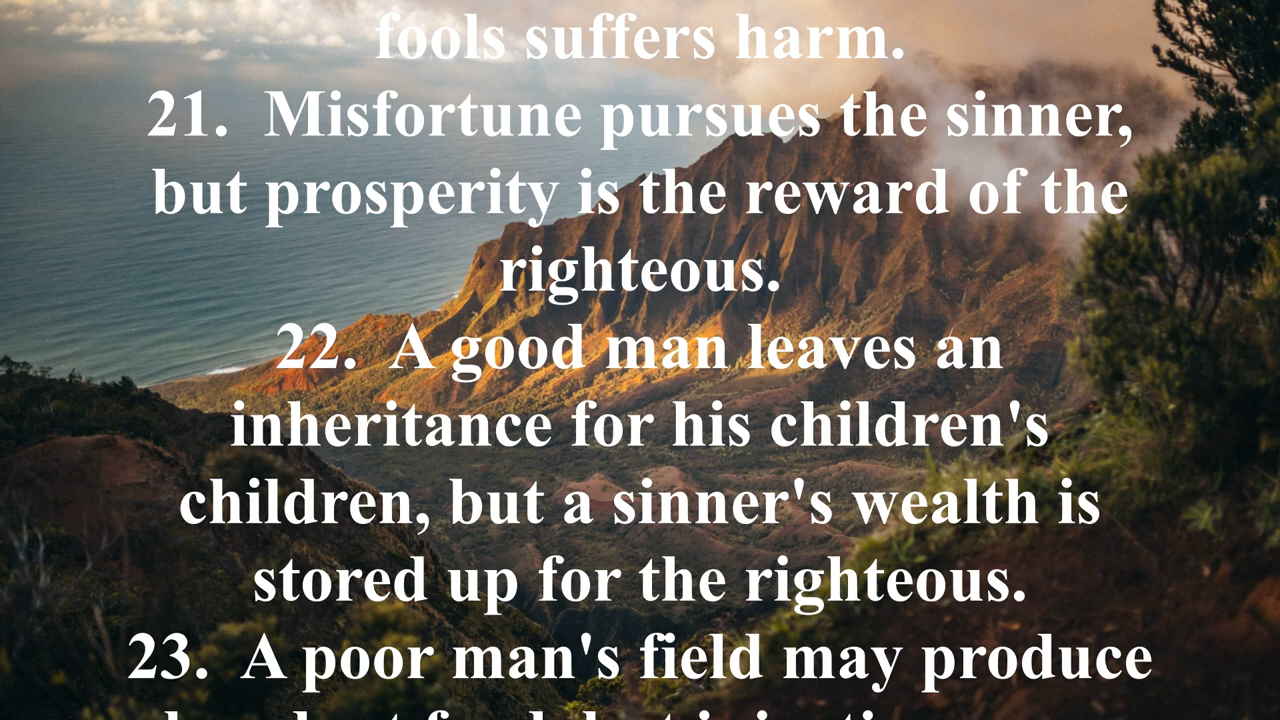 fools suffers harm.
21. Misfortune pursues the sinner,
but prosperity is the reward of the
righteous.
22. A good man leaves an
inheritance for his children's
children, but a sinner's wealth is
stored up for the righteous.
23. A poor man's field may produce